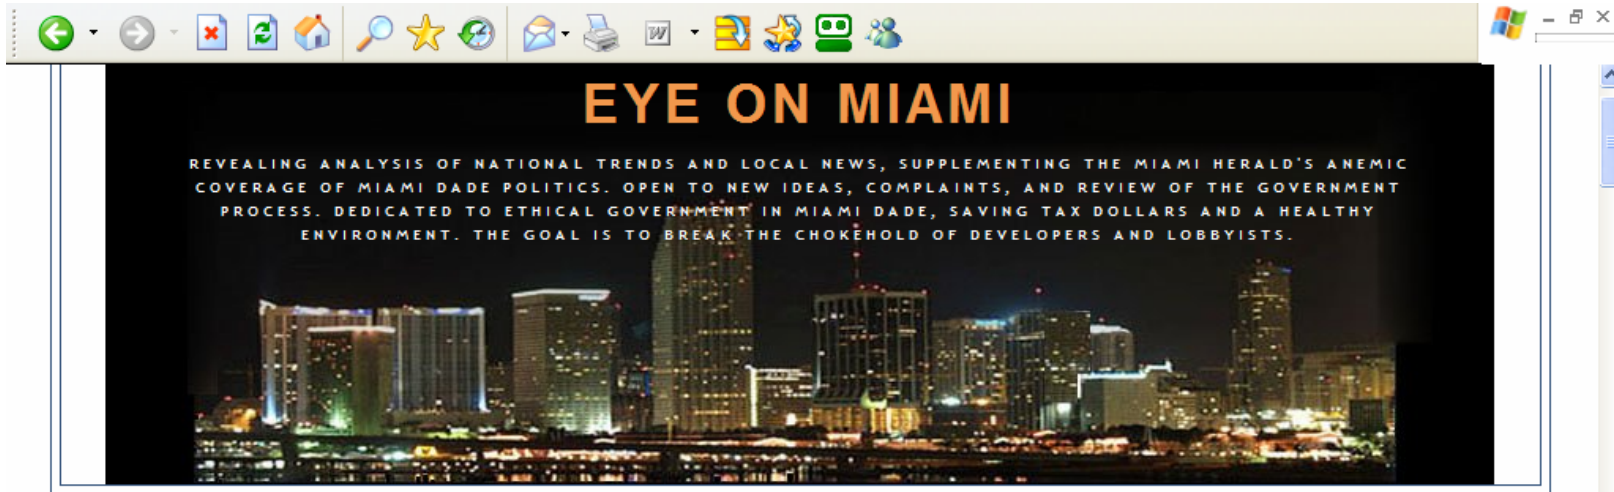 EYE ON MIAMI
REVEALING ANALYSIS OF NATIONAL TRENDS AND LOCAL NEWS, SUPPLEMENTING THE MIAMI HERALD'S ANEMIC
COVERAGE OF MIAMI DADE POLITICS. OPEN TO NEW IDEAS, COMPLAINTS, AND REVIEW OF THE GOVERNMENT
PROCESS. DEDICATED TO ETHICAL GOVERNMENT IN MIAMI DADE, SAVING TAX DOLLARS AND A HEALTHY
ENVIRONMENT. THE GOAL IS TO BREAK THE CHOKEHOLD OF DEVELOPERS AND LOBBYISTS.